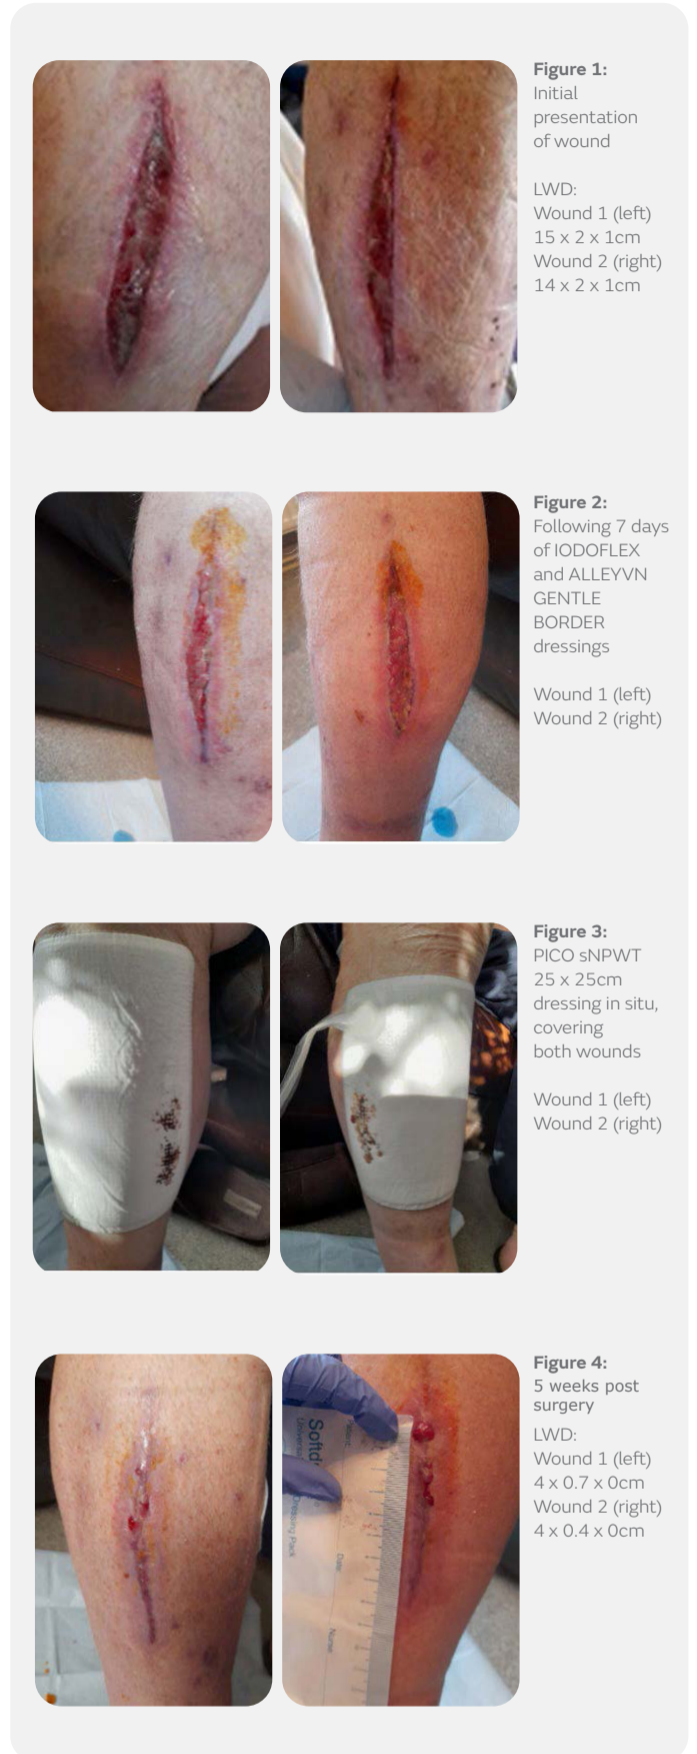 Figure 1:
Initial
presentation
of wound
LWD:
Wound 1 (left)
15 x 2 x 1cm
Wound 2 (right)
14 x 2 x 1cm
Figure 2:
Following 7 days
of IODOFLEX
and ALLEYVN
GENTLE
BORDER
dressings
Wound 1 (left)
Wound 2 (right)
Figure 3:
PICO sNPWT
25 x 25cm
dressing in situ,
covering
both wounds
Wound 1 (left)
Wound 2 (right)
Softd
Universa
Dressing Pack
Patient
Date
Name
Figure 4:
5 weeks post
surgery
LWD:
Wound 1 (left)
4 x 0.7 x 0cm
Wound 2 (right)
4 x 0.4 x 0cm